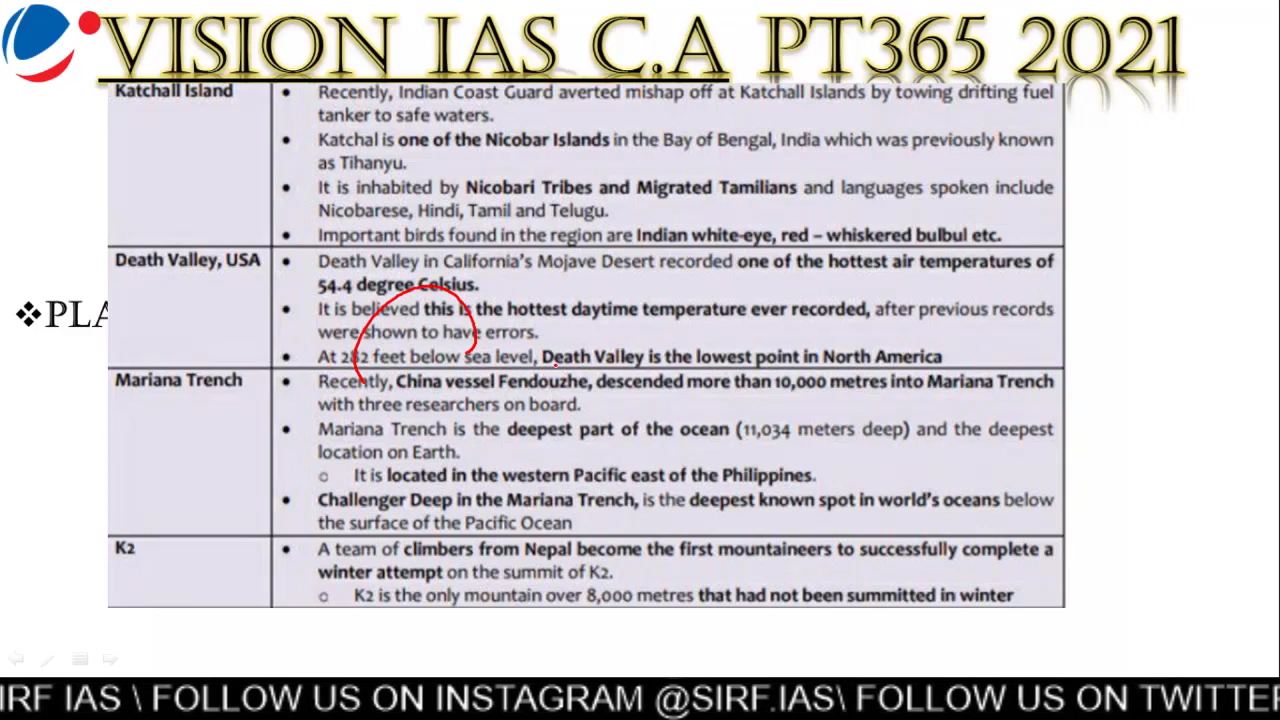 VISION IAS C.A PT365 2021
Katchall Island
• Recently, Indian Coast Guard averted mishap off at Katchall Islands by towing drifting fuel
tanker to safe waters.
• Katchal is one of the Nicobar Islands in the Bay of Bengal, India which was previously known
as Tihanyu.
• It is inhabited by Nicobari Tribes and Migrated Tamilians and languages spoken include
Nicobarese, Hindi, Tamil and Telugu.
• Important birds found in the region are Indian white-eye, red – whiskered bulbul etc.
❖PLA
Death Valley, USA
• Death Valley in California's Mojave Desert recorded one of the hottest air temperatures of
54.4 degree Celsius.
• It is believed this is the hottest daytime temperature ever recorded, after previous records
were shown to have errors.
• At 282 feet below sea level, Death Valley is the lowest point in North America
Mariana Trench
• Recently, China vessel Fendouzhe, descended more than 10,000 metres into Mariana Trench
with three researchers on board.
• Mariana Trench is the deepest part of the ocean (11,034 meters deep) and the deepest
location on Earth.
o It is located in the western Pacific east of the Philippines.
• Challenger Deep in the Mariana Trench, is the deepest known spot in world's oceans below
the surface of the Pacific Ocean
K2
• A team of climbers from Nepal become the first mountaineers to successfully complete a
winter attempt on the summit of K2.
o K2 is the only mountain over 8,000 metres that had not been summitted in winter
SIRF IAS \ FOLLOW US ON INSTAGRAM @SIRF.IAS\ FOLLOW US ON TWITTE